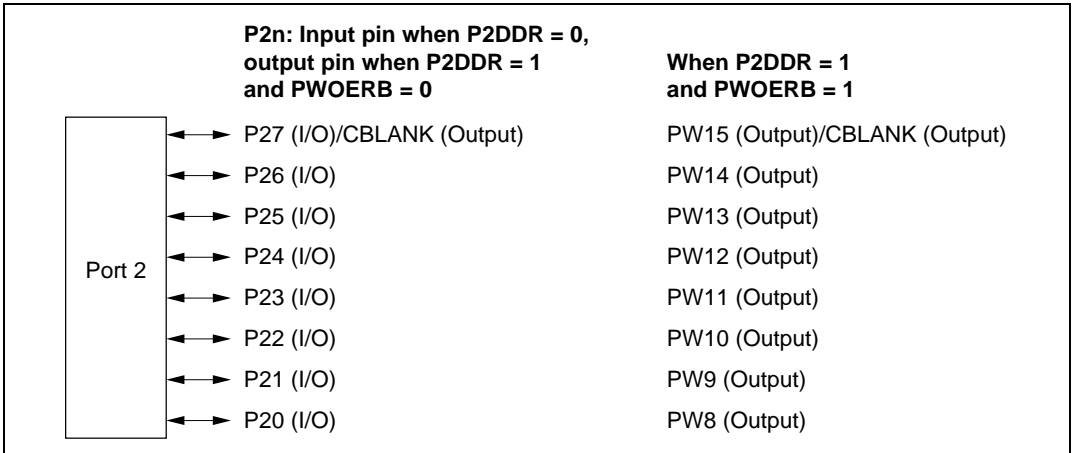 P2n: Input pin when P2DDR = 0,
output pin when P2DDR = 1
and PWOERB = 0
When P2DDR = 1
and PWOERB = 1
Port 2
P27 (I/O)/CBLANK (Output) PW15 (Output)/CBLANK (Output)
P26 (I/O) PW14 (Output)
P25 (I/O) PW13 (Output)
P24 (I/O) PW12 (Output)
P23 (I/O) PW11 (Output)
P22 (I/O) PW10 (Output)
P21 (I/O) PW9 (Output)
P20 (I/O) PW8 (Output)